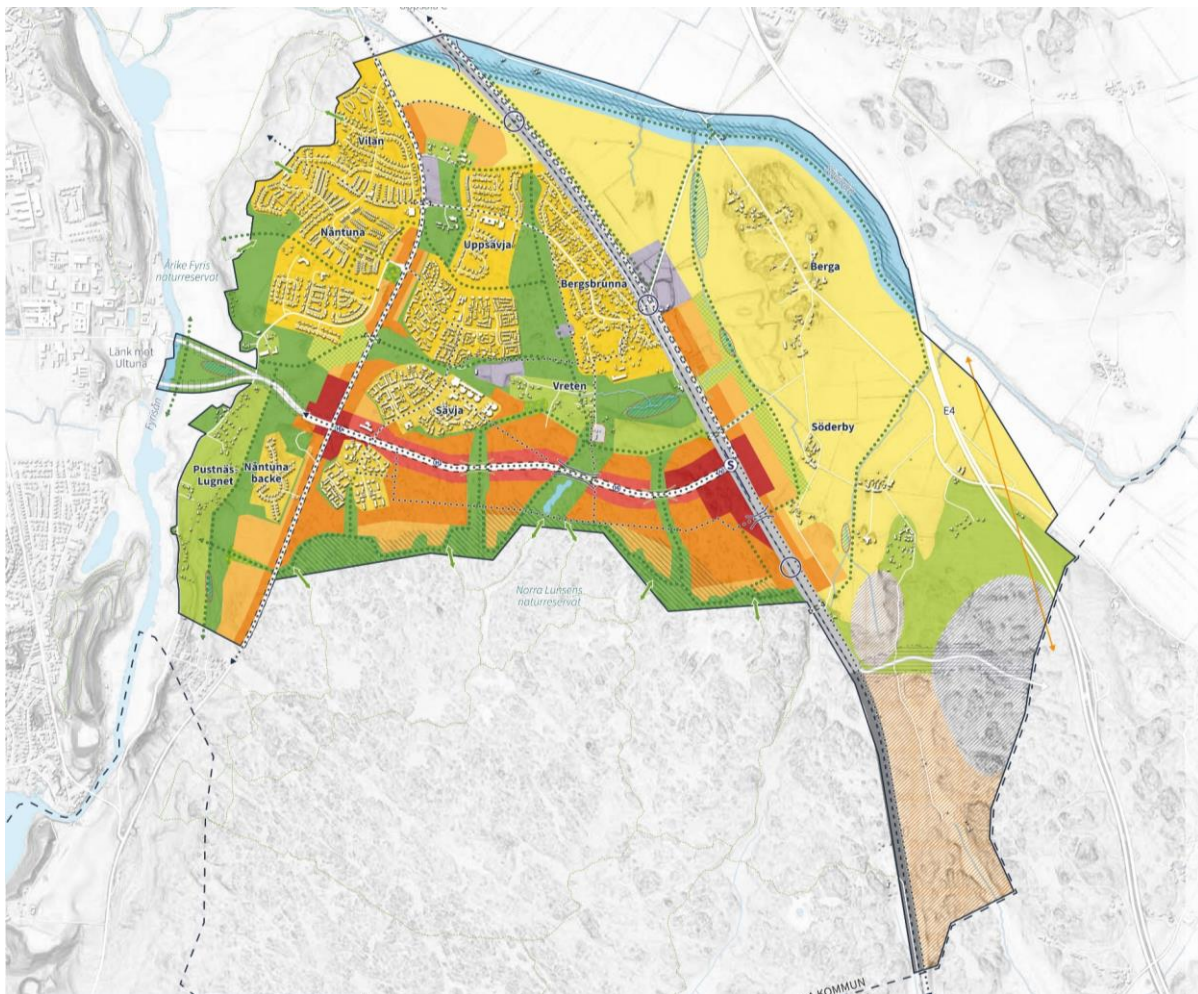 Vilan
Nåntuna
Uppsävja
Bergsbrunna
Berga
Årike Fyris
naturreservat
Länk mot
Ultuna
Fyrisån
Vreten
Sävja
Söderby
E4
Pustnäs
Lugnet
Nåntuna
backe
S
Norra Lunsens
naturreservat
KOMMUN